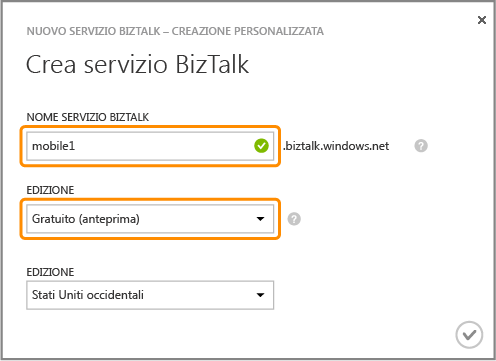 NUOVO SERVIZIO BIZTALK – CREAZIONE PERSONALIZZATA
Crea servizio BizTalk
NOME SERVIZIO BIZTALK
mobile1 .biztalk.windows.net ?
EDIZIONE
Gratuito (anteprima) ?
EDIZIONE
Stati Uniti occidentali